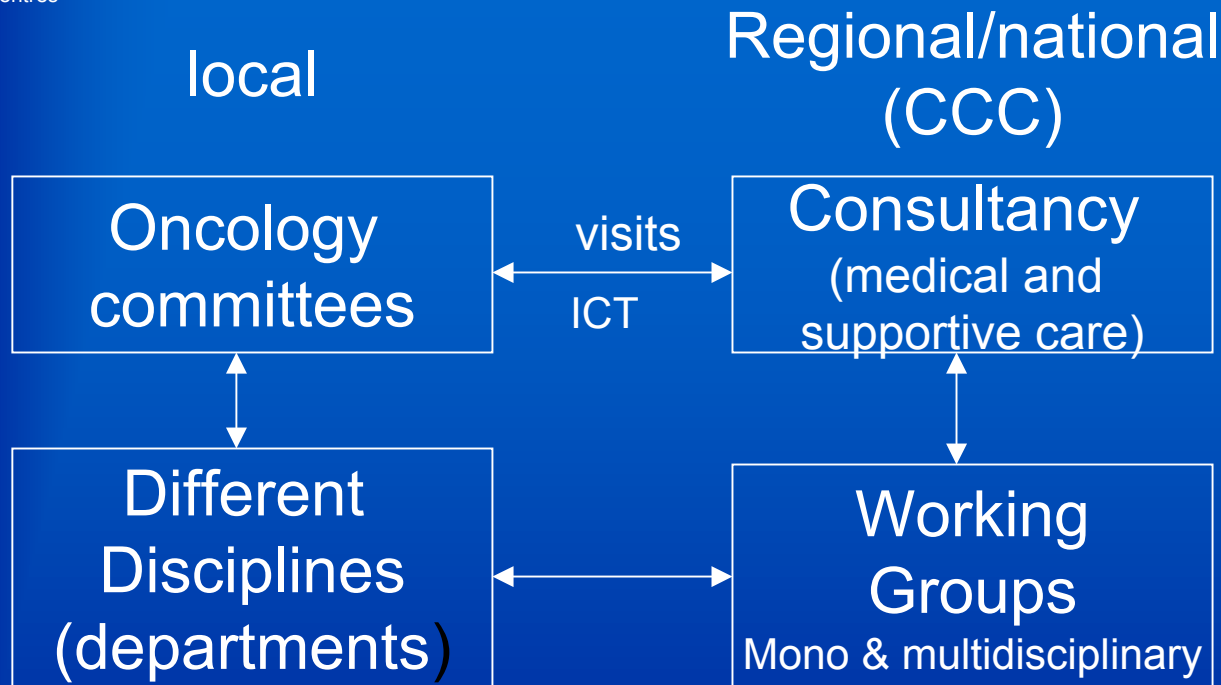 local
Regional/national
(CCC)
Oncology
committees
visits
ICT
Consultancy
(medical and
supportive care)
Different
Disciplines
(departments)
Working
Groups
Mono & multidisciplinary